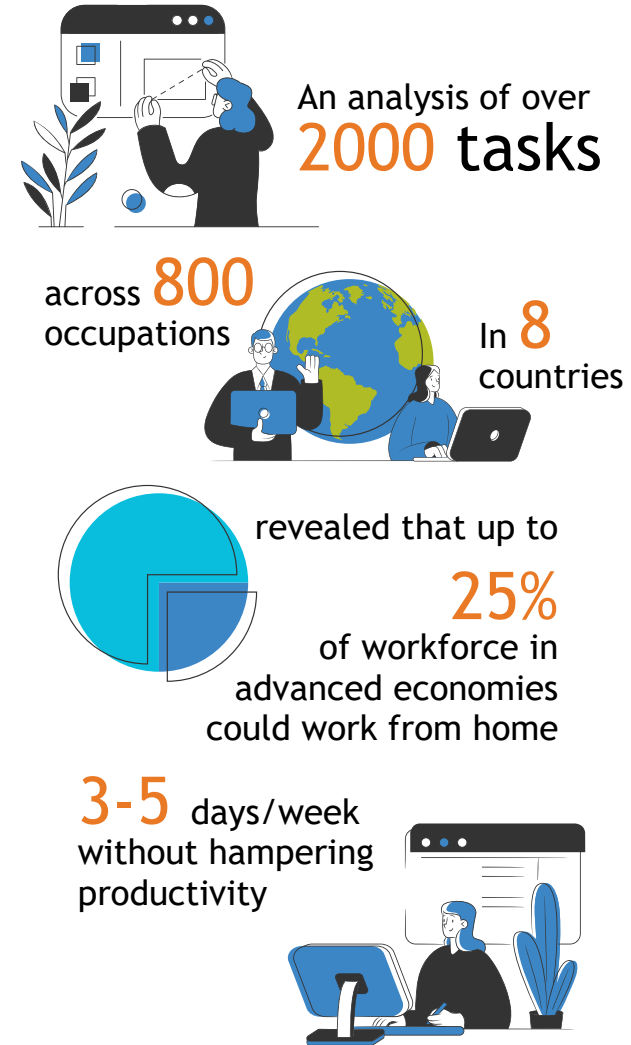 An analysis of over
2000 tasks
across 800
occupations
In 8
countries
revealed that up to
25%
of workforce in
advanced economies
could work from home
3-5 days/week
without hampering
productivity